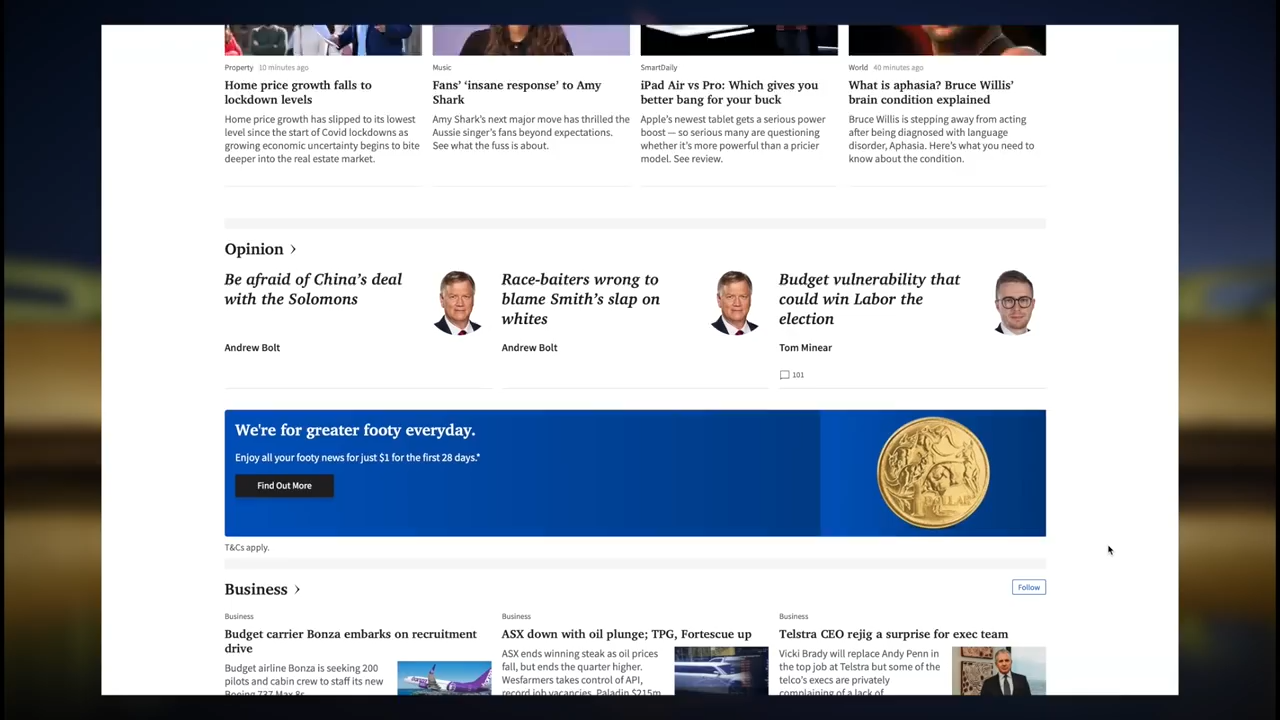 Property 10 minutes ago
Home price growth falls to
lockdown levels
Home price growth has slipped to its lowest
level since the start of Covid lockdowns as
growing economic uncertainty begins to bite
deeper into the real estate market.
Music
Fans’ ‘insane response’ to Amy
Shark
Amy Shark’s next major move has thrilled the
Aussie singer’s fans beyond expectations.
See what the fuss is about.
SmartDaily
iPad Air vs Pro: Which gives you
better bang for your buck
Apple’s newest tablet gets a serious power
boost — so serious many are questioning
whether it’s more powerful than a pricier
model. See review.
World 40 minutes ago
What is aphasia? Bruce Willis’
brain condition explained
Bruce Willis is stepping away from acting
after being diagnosed with language
disorder, Aphasia. Here’s what you need to
know about the condition.
Opinion >
Be afraid of China’s deal
with the Solomons
Andrew Bolt
Race-baiters wrong to
blame Smith’s slap on
whites
Andrew Bolt
Budget vulnerability that
could win Labor the
election
Tom Minear
101
We're for greater footy everyday.
Enjoy all your footy news for just $1 for the first 28 days.*
Find Out More
DOLLAR
T&Cs apply.
Business >
Follow
Business
Budget carrier Bonza embarks on recruitment
drive
Budget airline Bonza is seeking 200
pilots and cabin crew to staff its new
Boeing 737 Max 8s
Business
ASX down with oil plunge; TPG, Fortescue up
ASX ends winning steak as oil prices
fall, but ends the quarter higher.
Wesfarmers takes control of API,
record job vacancies, Paladin $215m
Business
Telstra CEO rejig a surprise for exec team
Vicki Brady will replace Andy Penn in
the top job at Telstra but some of the
telco’s execs are privately
complaining of a lack of